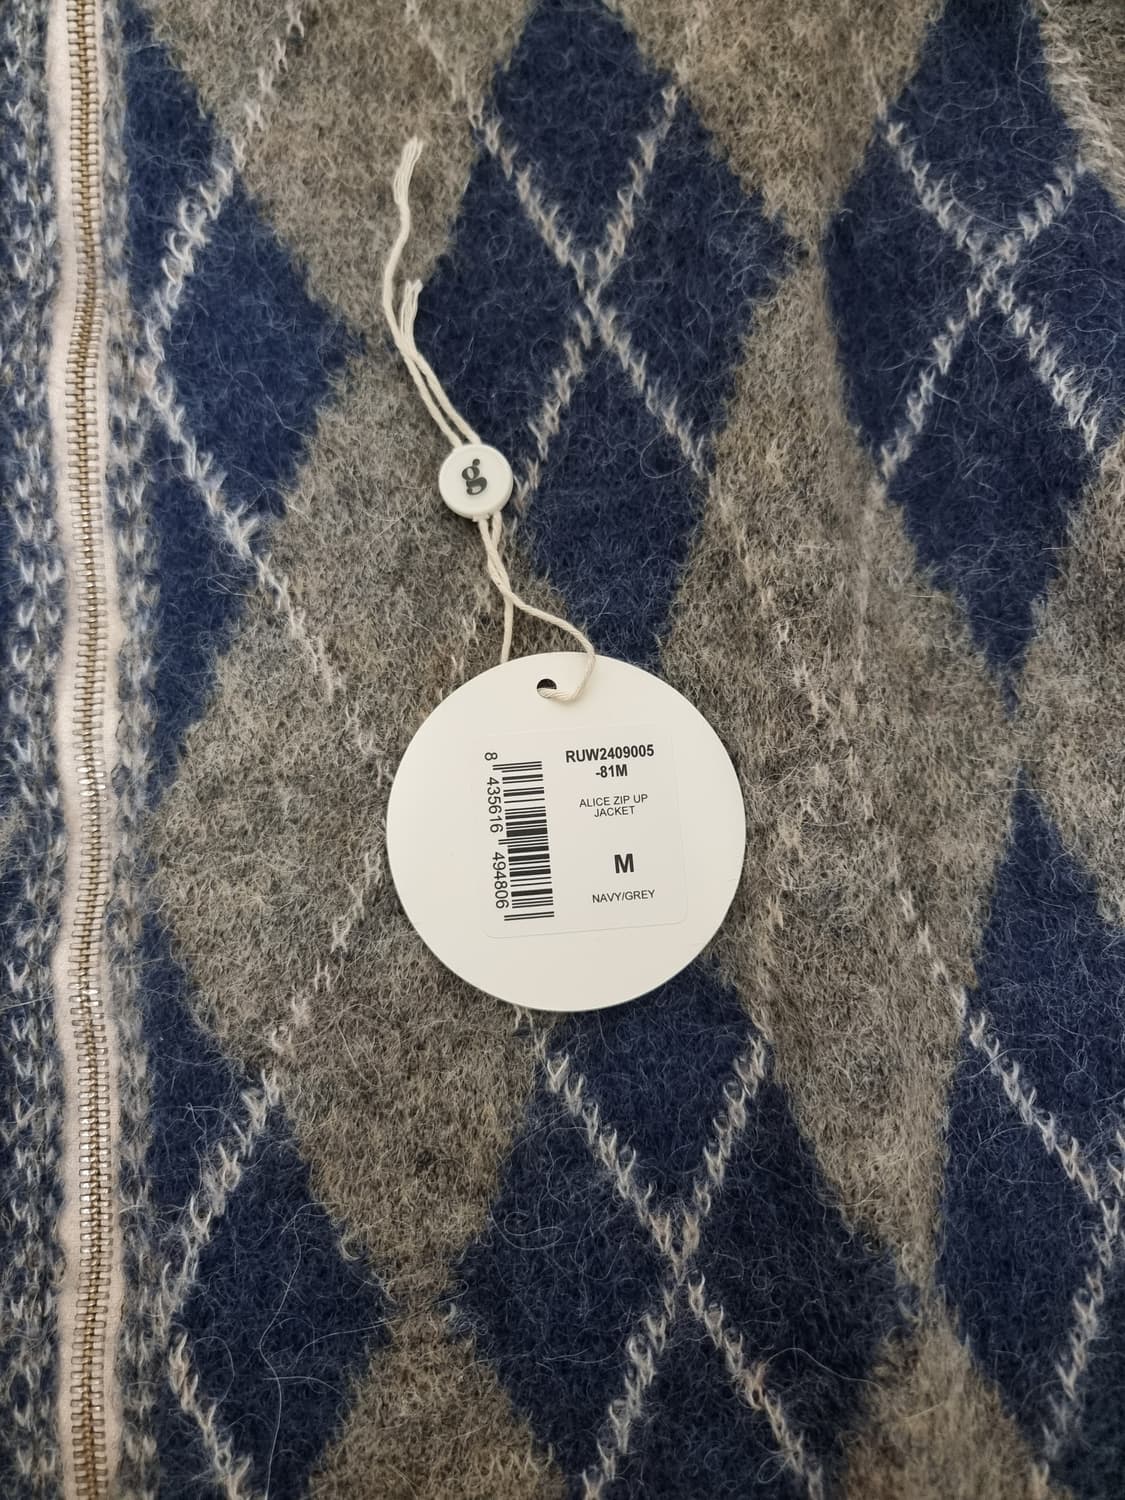 g
RUW2409005
-81M
ALICE ZIP UP
JACKET
M
NAVY/GREY
8 435616 494806